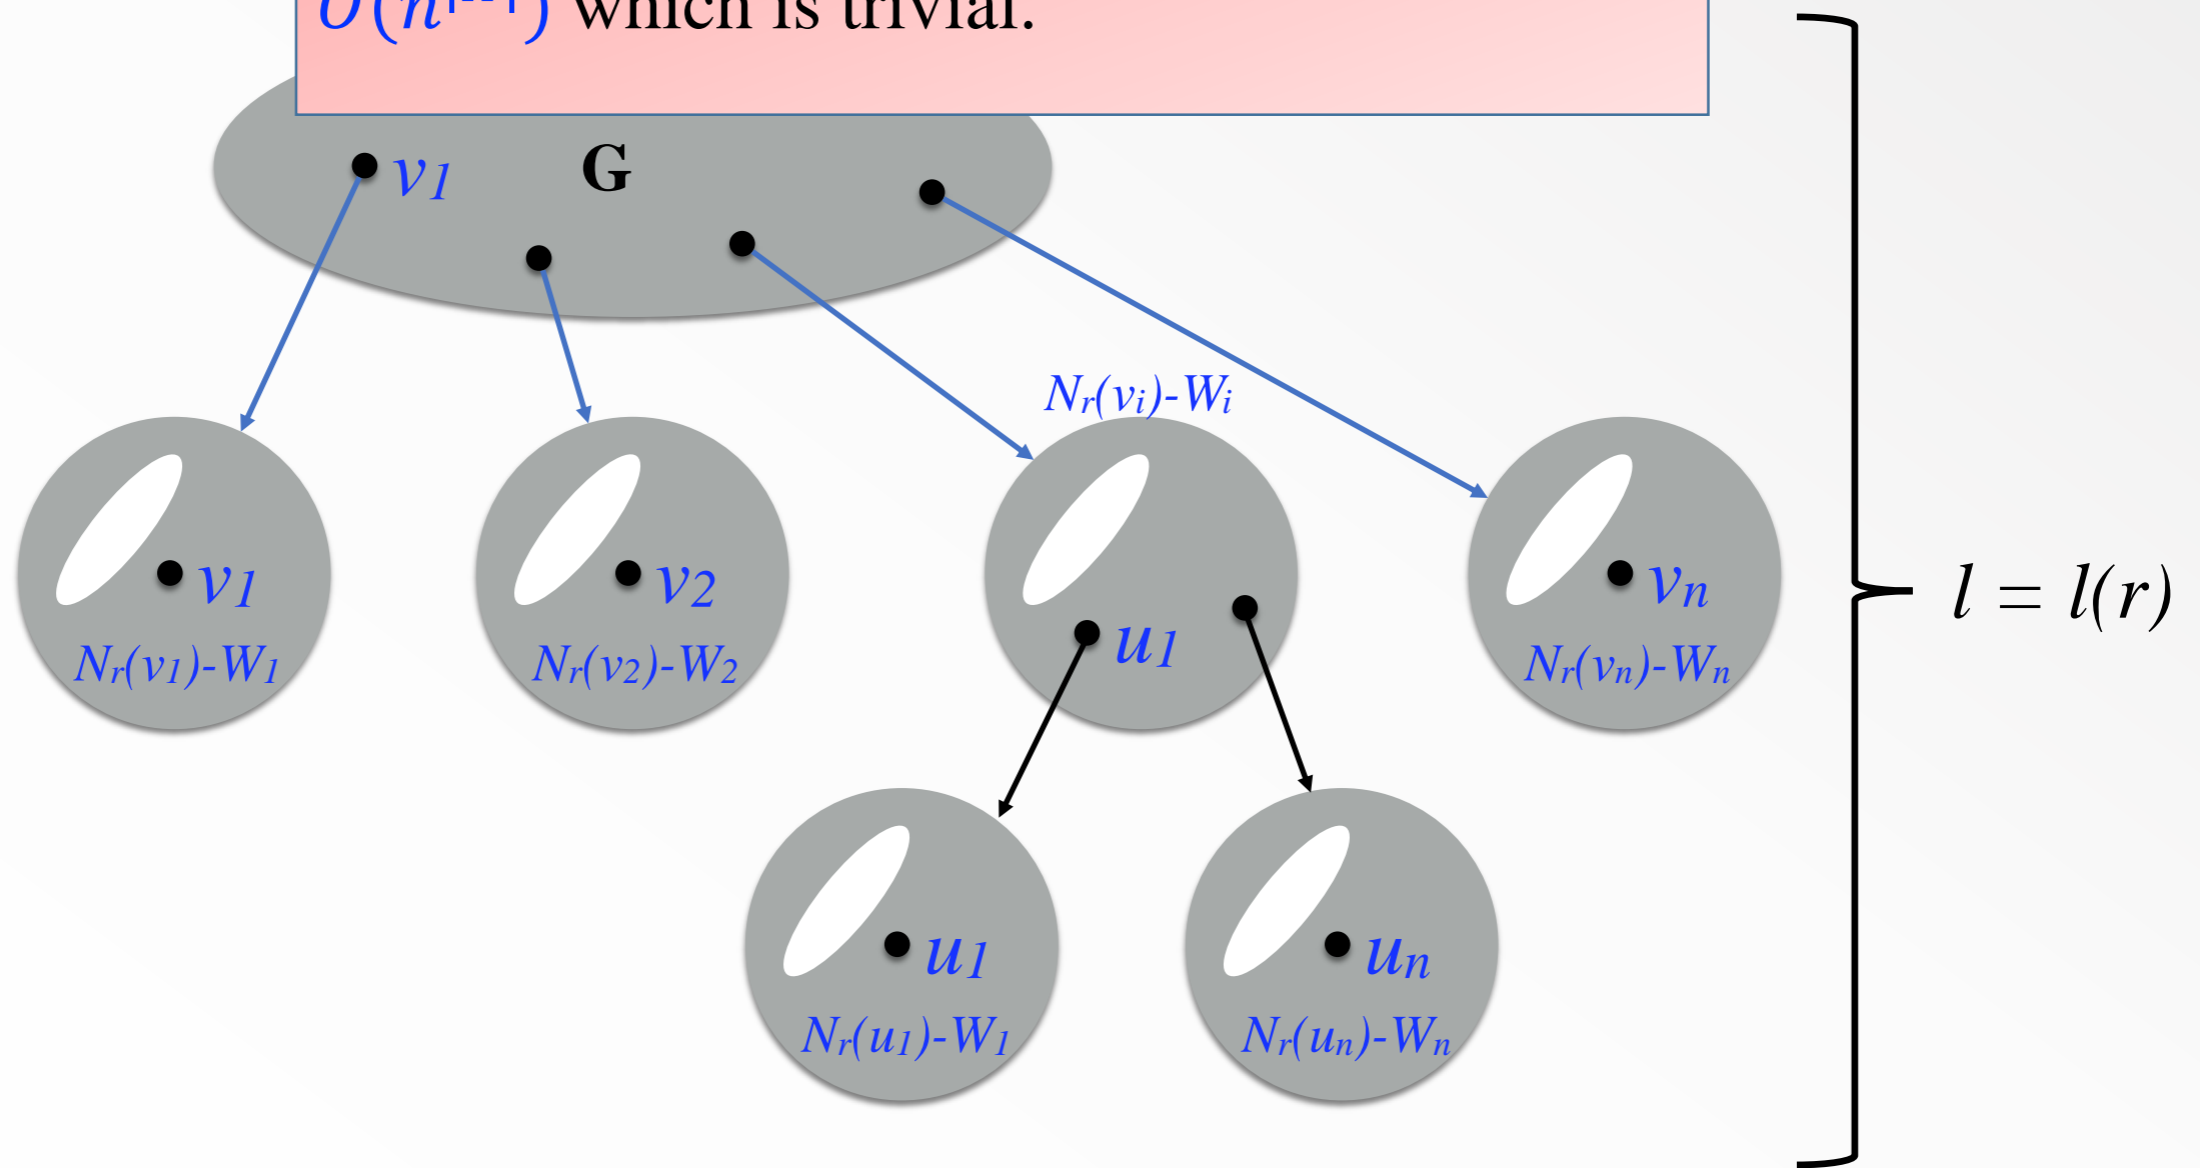 which is trivial.
v1 G
Nr(vi)-Wi
v1 v2 u1 vn
l = l(r)
Nr(v1)-W1 Nr(v2)-W2 Nr(vn)-Wn
u1 un
Nr(u1)-W1 Nr(un)-Wn